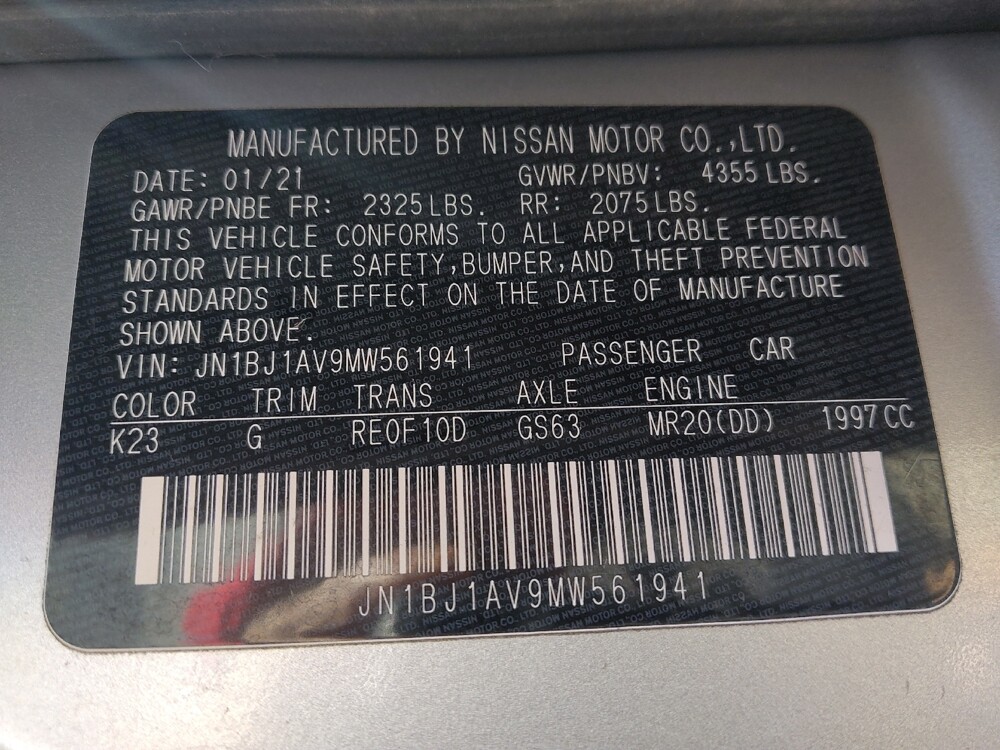 MANUFACTURED BY NISSAN MOTOR CO.,LTD.
DATE: 01/21 GVWR/PNBV: 4355 LBS.
GAWR/PNBE FR: 2325 LBS. RR: 2075 LBS.
THIS VEHICLE CONFORMS TO ALL APPLICABLE FEDERAL
MOTOR VEHICLE SAFETY,BUMPER,AND THEFT PREVENTION
STANDARDS IN EFFECT ON THE DATE OF MANUFACTURE
SHOWN ABOVE.
VIN: JN1BJ1AV9MW561941 PASSENGER CAR
COLOR TRIM TRANS AXLE ENGINE
K23 G RE0F10D GS63 MR20(DD) 1997 CC
JN1BJ1AV9MW561941